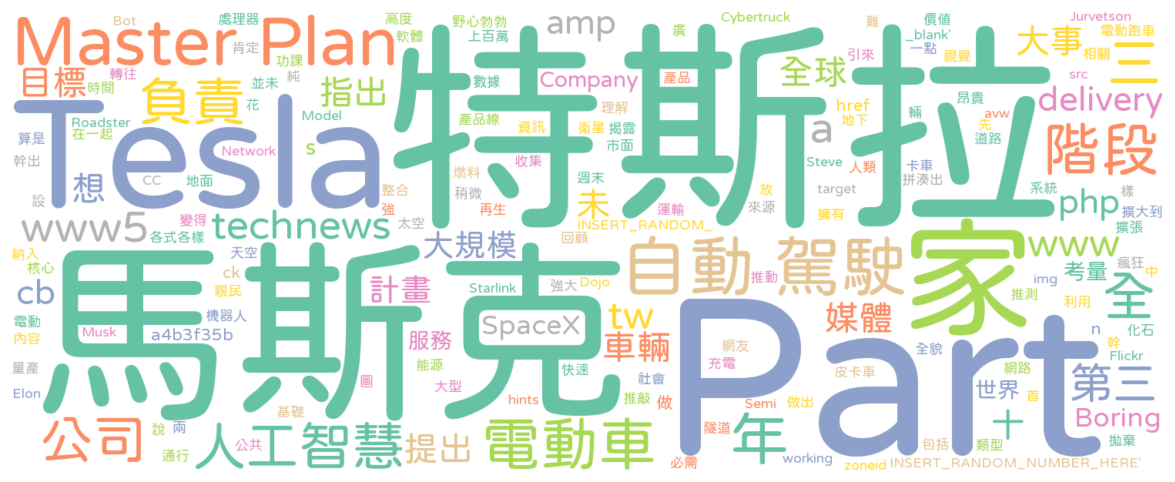 Master Plan
特斯拉
Tesla
馬斯克
Part
家
自動 駕駛
amp
Cybertruck
廣
難
價值
_blank'
一點
Jurvetson
電動跑車
相關
大事
三
Bot
處理器
高度
軟體
野心勃勃
上百萬
肯定
功課
純
目標
轉往
時間
並未
花
負責
指出
數據
Company
產品
全球
引來
視覺
src
昂貴
delivery
Roadster
在一起
Model
產品線
理解
資訊
衛星
揭露
市面
href
地下
a
輛
avw
先
道路
階段
算是
幹出
Network
s
收集
Steve
人類
卡車
拼湊出
設
CC
地面
想
燃料
週末
整合
稍微
強
再生
運輸
放
來源
target
擁有
系統
樣
擴大到
擴張
php
www5
變得
各式各樣
technews
太空
未
INSERT_RANDOM_
回顧
大規模
納入
核心
天空
ck
親民
計畫
Starlink
強大
Dojo
推動
www
瘋狂
中
img
考量
全
推測
利用
cb
電動
內容
Musk
機器人
a4b3f35b
服務
SpaceX
tw
車輛
媒體
n
化石
幹
Flickr
量產
Elon
圖
能源
大型
快速
hints
推敲
社會
網友
充電
皮卡車
全貌
網路
世界
首
第三
基礎
做
Semi
做出
十
Boring
公司
說
兩
通行
公共
人工智慧
提出
電動車
隧道
必需
年
working
包括
zoneid
類型
拋棄
INSERT_RANDOM_NUMBER_HERE'